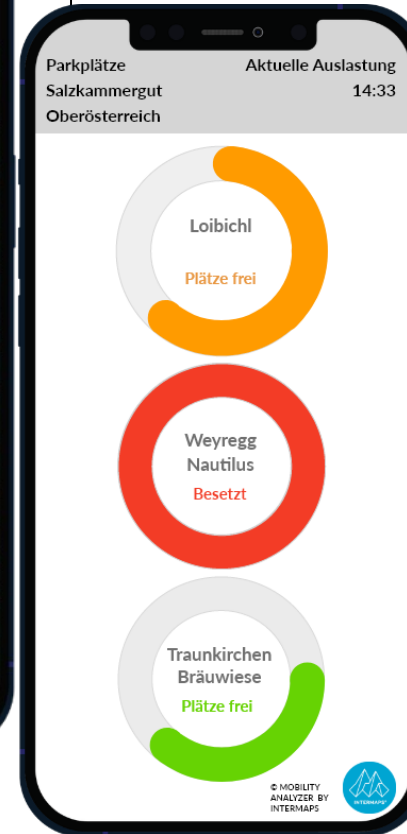 Parkplätze Aktuelle Auslastung
Salzkammergut 14:33
Oberösterreich
Loibichl
Plätze frei
Weyregg
Nautilus
Besetzt
Traunkirchen
Bräuwiese
Plätze frei
© MOBILITY
ANALYZER BY
INTERMAPS
INTERMAPS®